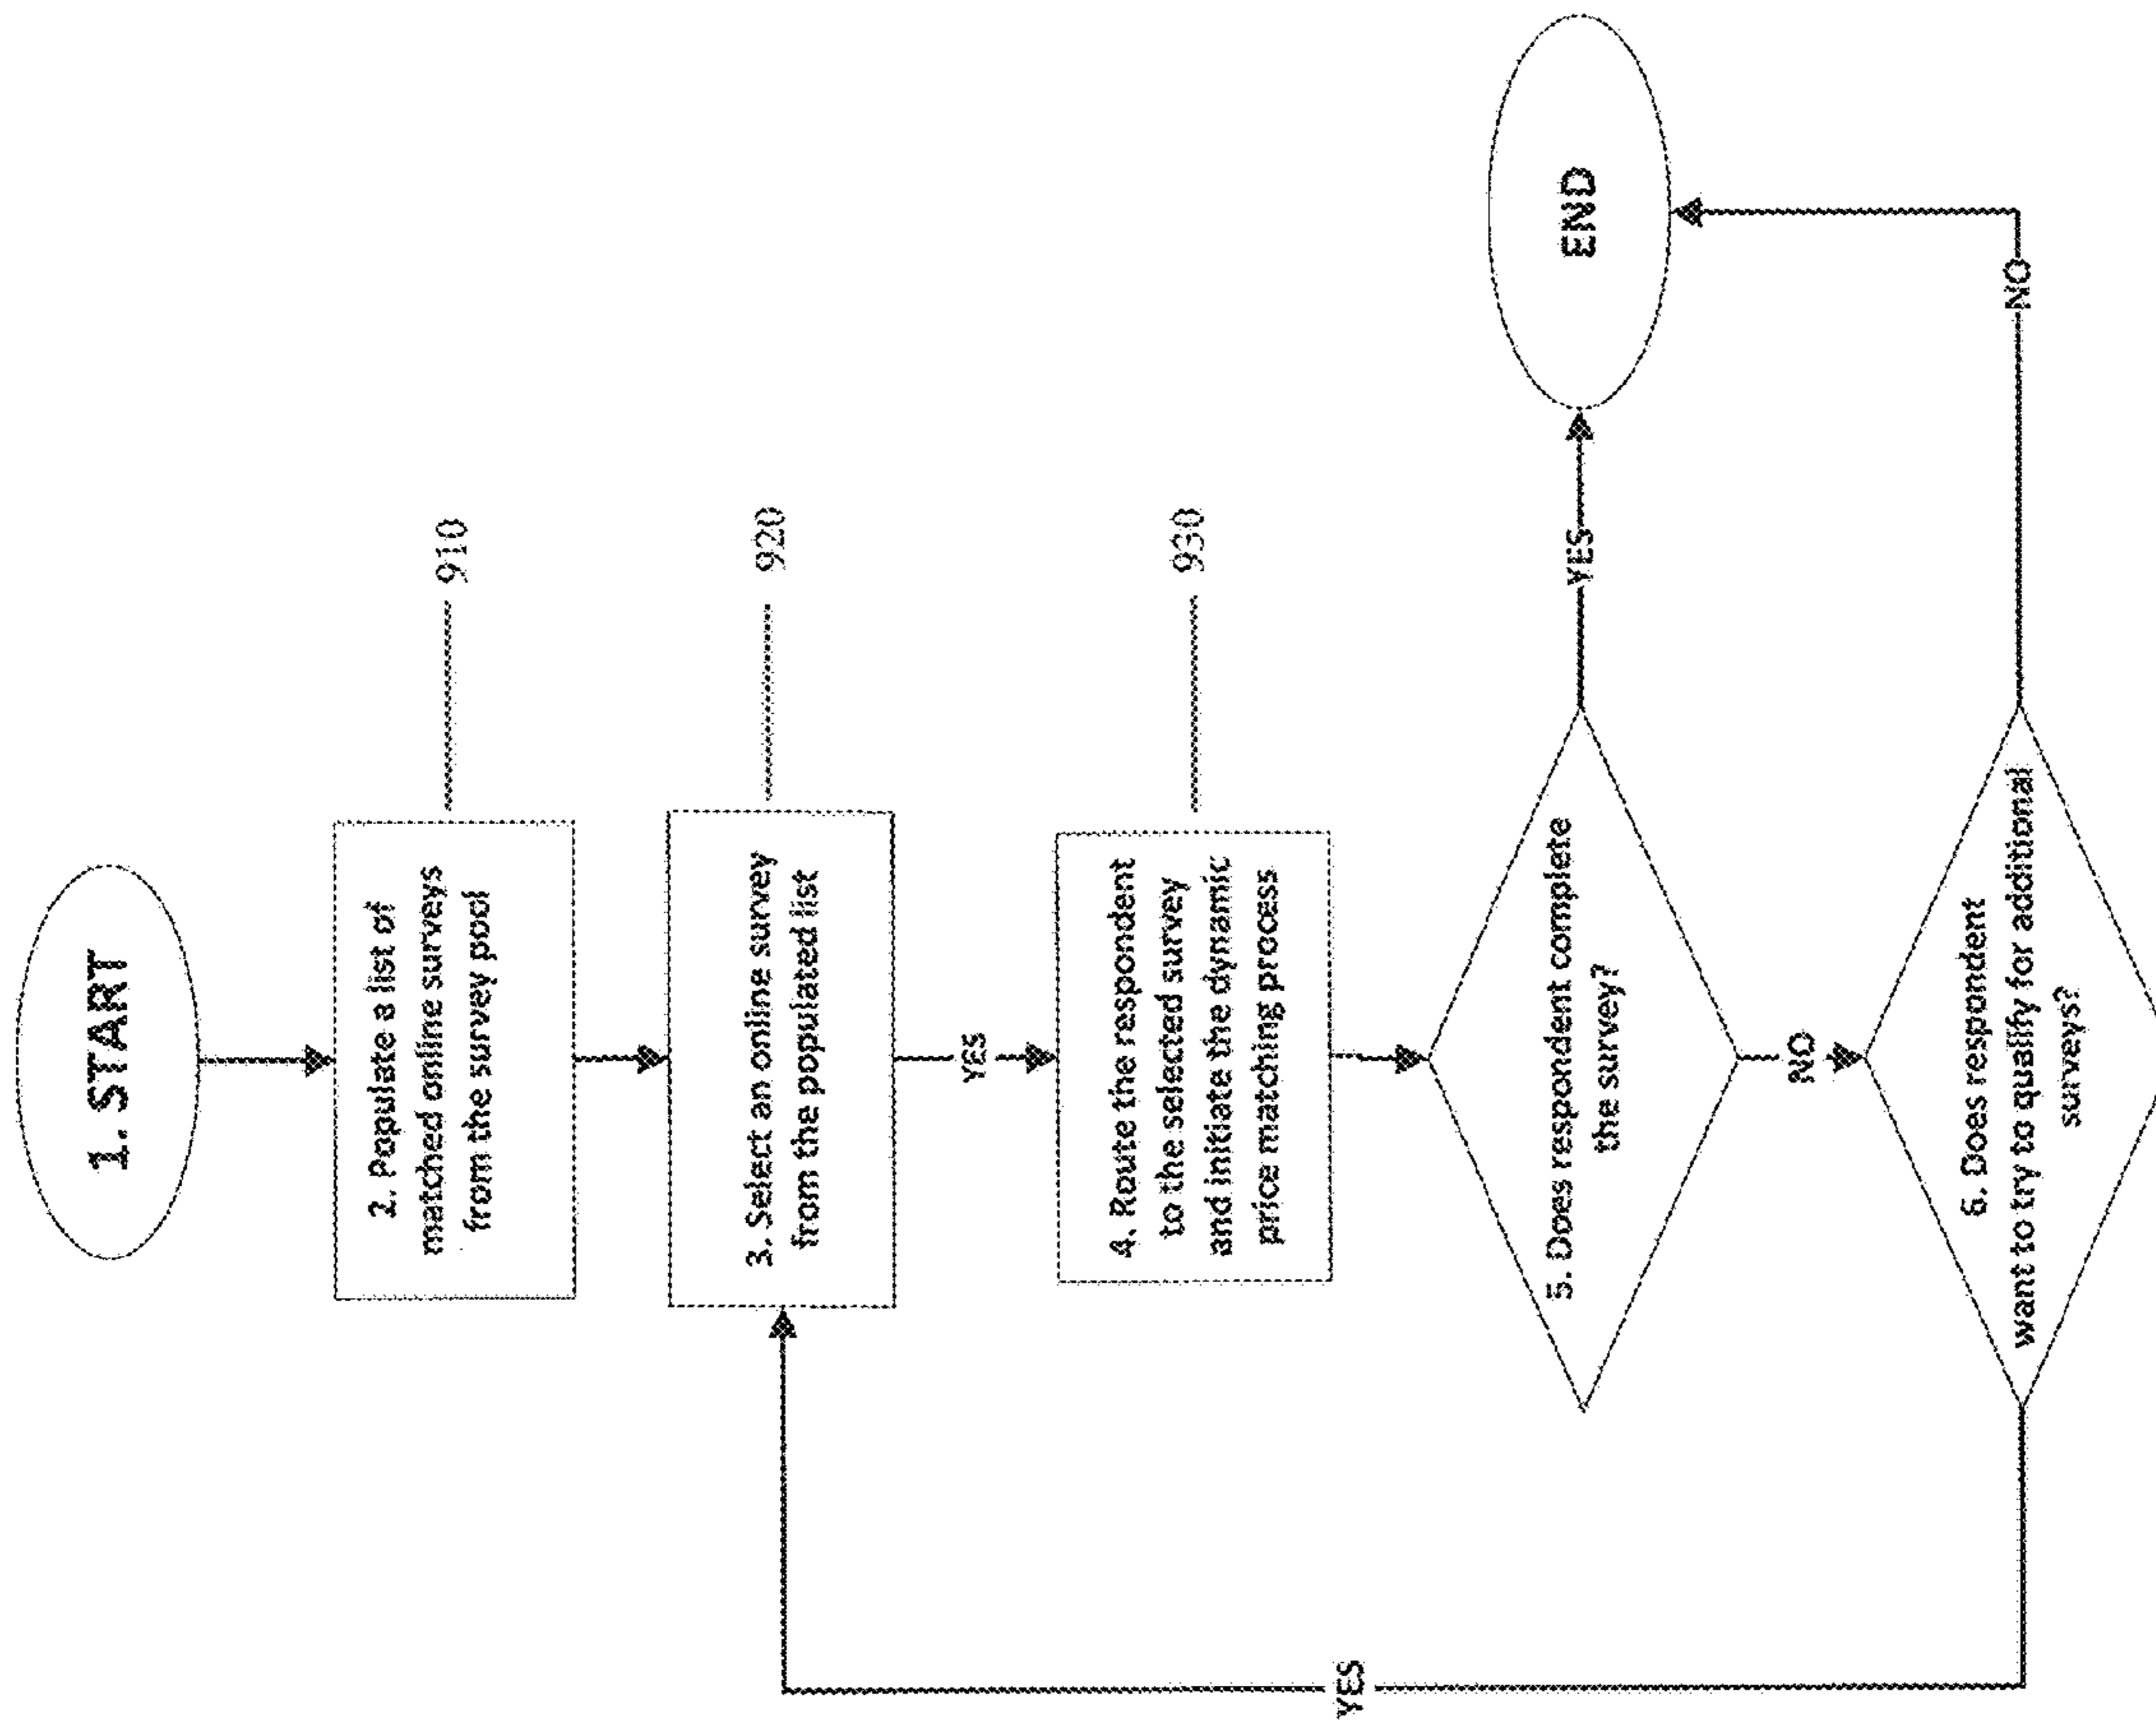 1. START
2. Populate a list of
matched online surveys
from the survey pool
910
3. Select an online survey
from the populated list
920
YES
4. Route the respondent
to the selected survey
and initiate the dynamic
price matching process
930
5. Does respondent complete
the survey?
YES
END
NO
6. Does respondent
want to try to qualify for additional
surveys?
NO
YES